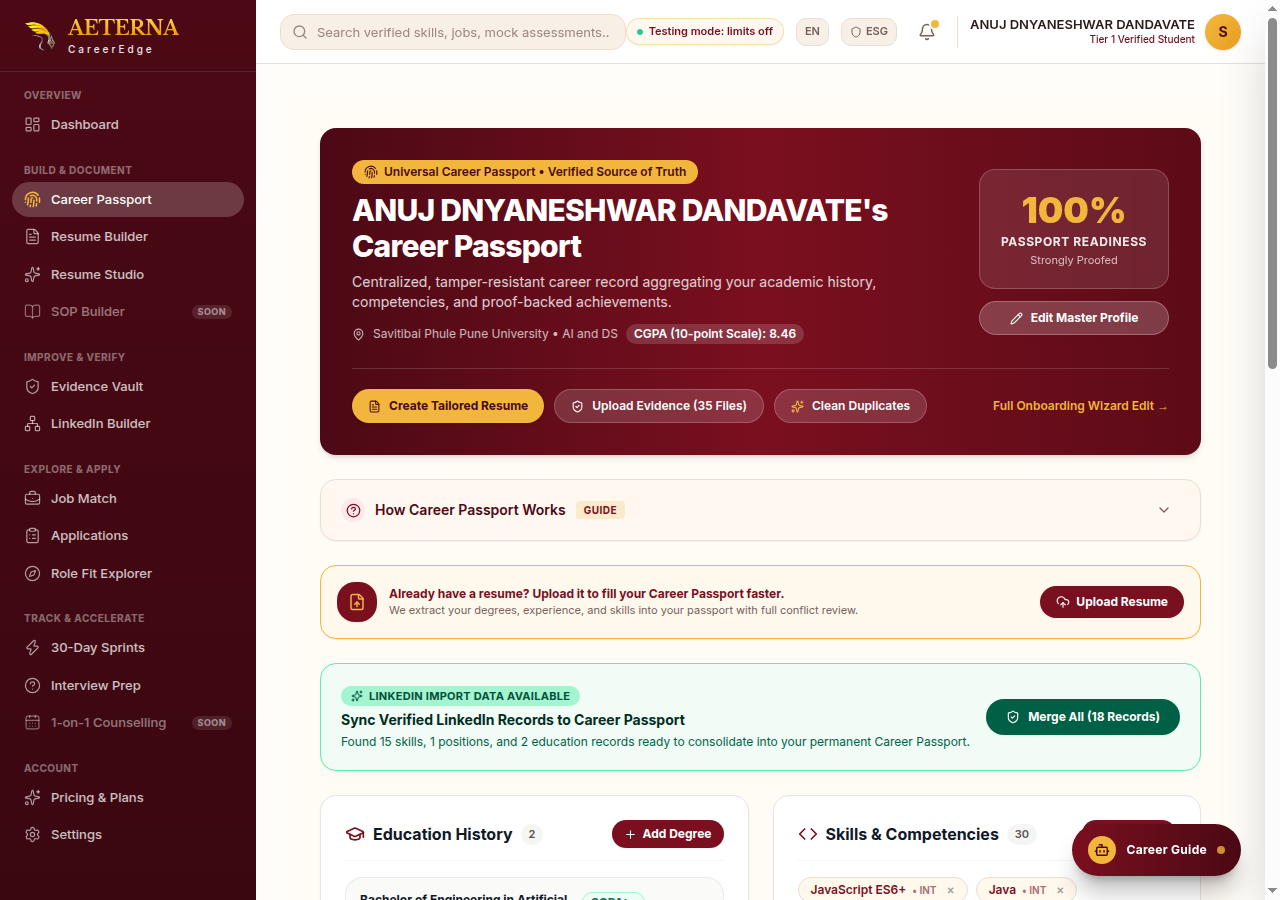 AETERNA
CareerEdge
OVERVIEW
Dashboard
BUILD & DOCUMENT
Career Passport
Resume Builder
Resume Studio
SOP Builder SOON
IMPROVE & VERIFY
Evidence Vault
LinkedIn Builder
EXPLORE & APPLY
Job Match
Applications
Role Fit Explorer
TRACK & ACCELERATE
30-Day Sprints
Interview Prep
1-on-1 Counselling SOON
ACCOUNT
Pricing & Plans
Settings
Search verified skills, jobs, mock assessments..
Testing mode: limits off
EN
ESG
ANUJ DNYANESHWAR DANDAVATE
Tier 1 Verified Student
S
Universal Career Passport • Verified Source of Truth
ANUJ DNYANESHWAR DANDAVATE's
Career Passport
Centralized, tamper-resistant career record aggregating your academic history,
competencies, and proof-backed achievements.
Savitibai Phule Pune University • AI and DS CGPA (10-point Scale): 8.46
100%
PASSPORT READINESS
Strongly Proofed
Edit Master Profile
Create Tailored Resume
Upload Evidence (35 Files)
Clean Duplicates
Full Onboarding Wizard Edit →
How Career Passport Works GUIDE
Already have a resume? Upload it to fill your Career Passport faster.
We extract your degrees, experience, and skills into your passport with full conflict review.
Upload Resume
LINKEDIN IMPORT DATA AVAILABLE
Sync Verified LinkedIn Records to Career Passport
Found 15 skills, 1 positions, and 2 education records ready to consolidate into your permanent Career Passport.
Merge All (18 Records)
Education History 2
+ Add Degree
Bachelor of Engineering in Artificial
Skills & Competencies 30
JavaScript ES6+ • INT ×
Java • INT ×
Career Guide